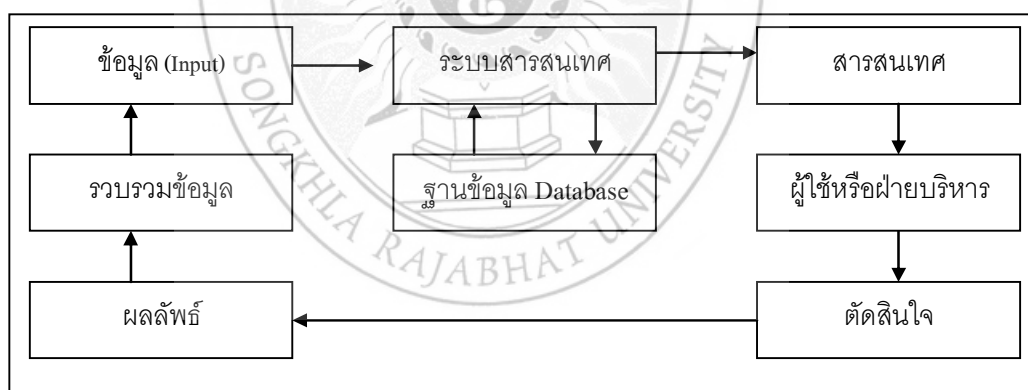 ข้อมูล (Input)
ระบบสารสนเทศ
สารสนเทศ
รวบรวมข้อมูล
ฐานข้อมูล Database
ผู้ใช้หรือฝ่ายบริหาร
ผลลัพธ์
ตัดสินใจ
SONGKHLA RAJABHAT UNIVERSITY